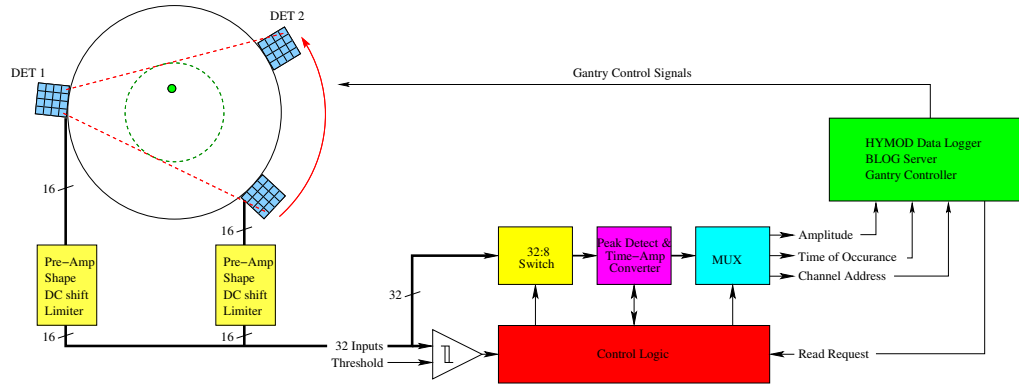 DET 2
DET 1
Gantry Control Signals
HYMOD Data Logger
BLOG Server
Gantry Controller
16
16
Pre-Amp
Shape
DC shift
Limiter
Pre-Amp
Shape
DC shift
Limiter
32:8
Switch
Peak Detect &
Time-Amp
Converter
MUX
Amplitude
Time of Occurance
Channel Address
32
16
16
32 Inputs
Threshold
Control Logic
Read Request